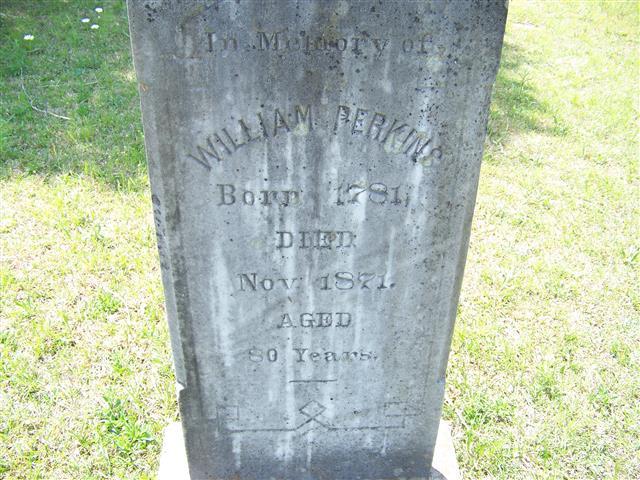 In Memory of
WILLIAM PERKINS
Born 1781,
DIED
Nov. 1871.
AGED
80 Years.